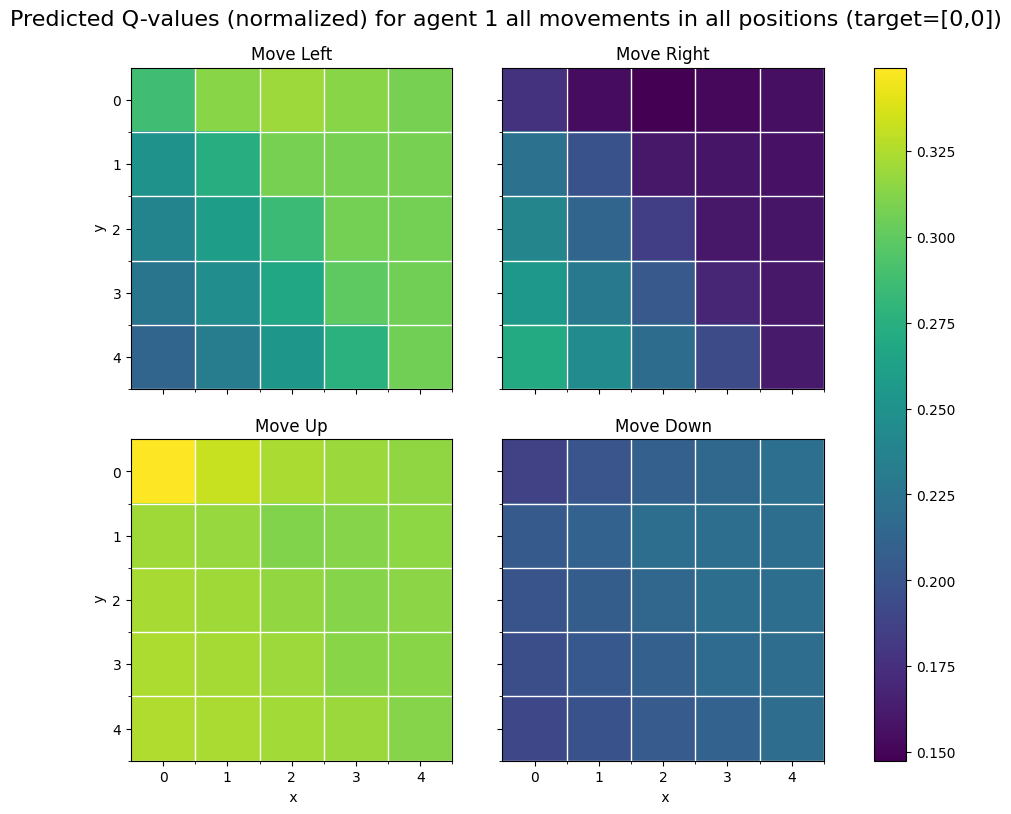 Predicted Q-values (normalized) for agent 1 all movements in all positions (target=[0,0])
Move Left
Move Right
0
1
2
3
4
y
Move Up
Move Down
0
1
2
3
4
y
0 1 2 3 4
x
0 1 2 3 4
x
0.325
0.300
0.275
0.250
0.225
0.200
0.175
0.150